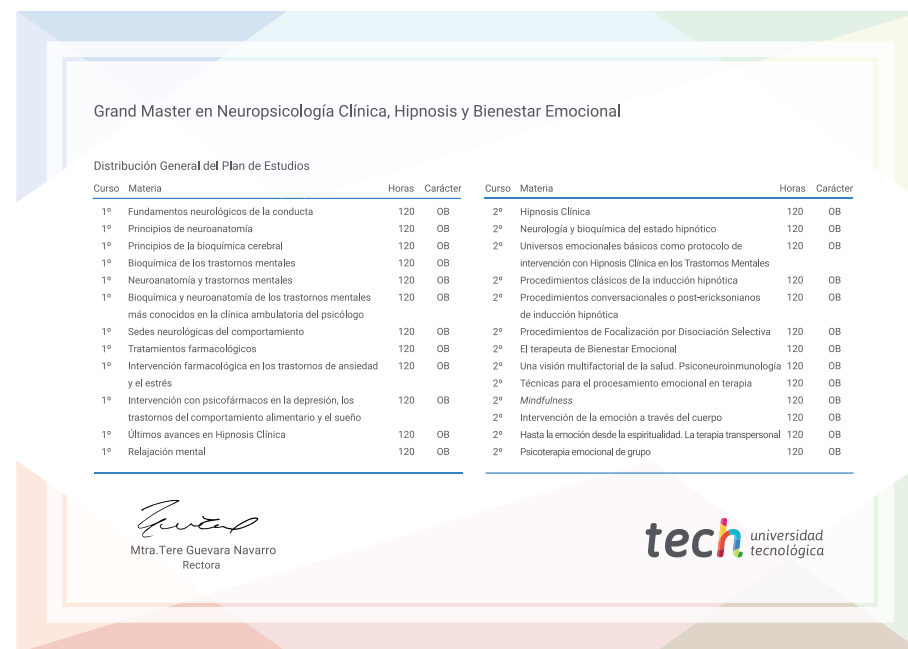 Grand Master en Neuropsicología Clínica, Hipnosis y Bienestar Emocional
Distribución General del Plan de Estudios
Curso Materia Horas Carácter
1º Fundamentos neurológicos de la conducta 120 OB
1º Principios de neuroanatomía 120 OB
1º Principios de la bioquímica cerebral 120 OB
1º Bioquímica de los trastornos mentales 120 OB
1º Neuroanatomía y trastornos mentales 120 OB
1º Bioquímica y neuroanatomía de los trastornos mentales 120 OB
más conocidos en la clínica ambulatoria del psicólogo
1º Sedes neurológicas del comportamiento 120 OB
1º Tratamientos farmacológicos 120 OB
1º Intervención farmacológica en los trastornos de ansiedad 120 OB
y el estrés
1º Intervención con psicofármacos en la depresión, los 120 OB
trastornos del comportamiento alimentario y el sueño
1º Últimos avances en Hipnosis Clínica 120 OB
1º Relajación mental 120 OB
Curso Materia Horas Carácter
2º Hipnosis Clínica 120 OB
2º Neurología y bioquímica del estado hipnótico 120 OB
2º Universos emocionales básicos como protocolo de 120 OB
intervención con Hipnosis Clínica en los Trastornos Mentales
2º Procedimientos clásicos de la inducción hipnótica 120 OB
2º Procedimientos conversacionales o post-ericksonianos 120 OB
de inducción hipnótica
2º Procedimientos de Focalización por Disociación Selectiva 120 OB
2º El terapeuta de Bienestar Emocional 120 OB
2º Una visión multifactorial de la salud. Psiconeuroinmunología 120 OB
2º Técnicas para el procesamiento emocional en terapia 120 OB
2º Mindfulness 120 OB
2º Intervención de la emoción a través del cuerpo 120 OB
2º Hasta la emoción desde la espiritualidad. La terapia transpersonal 120 OB
2º Psicoterapia emocional de grupo 120 OB
Mtra.Tere Guevara Navarro
Rectora
tech universidad
tecnológica